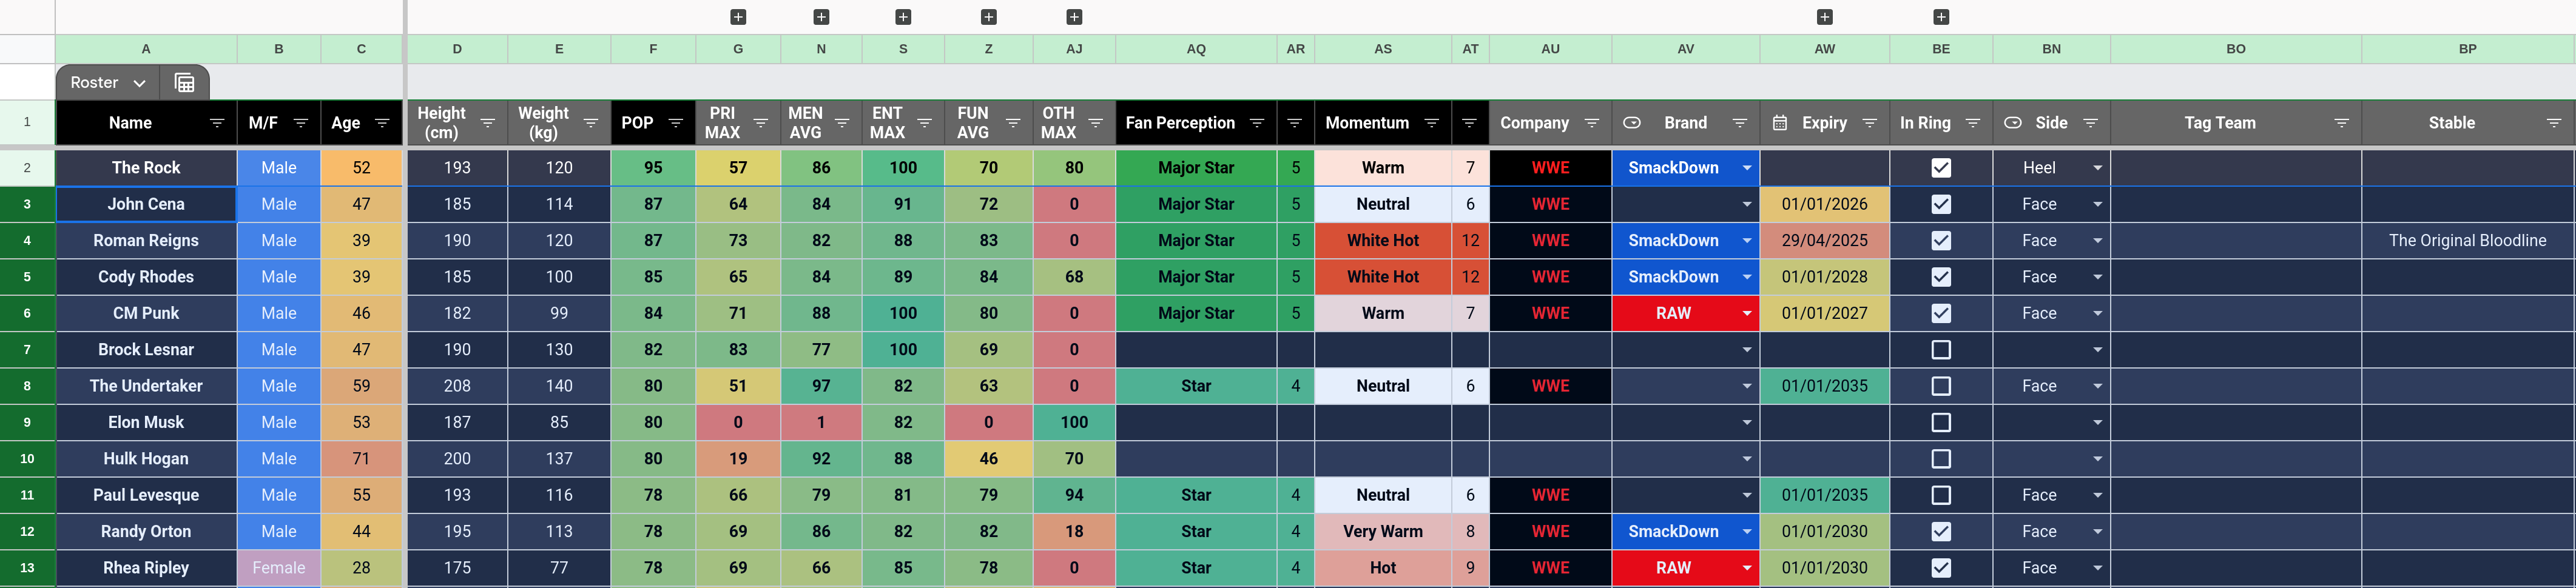 A B C D E F G N S Z AJ AQ AR AS AT AU AV AW BE BN BO BP
Roster
1 Name M/F Age Height (cm) Weight (kg) POP PRI MAX MEN AVG ENT MAX FUN AVG OTH MAX Fan Perception Momentum Company Brand Expiry In Ring Side Tag Team Stable
2 The Rock Male 52 193 120 95 57 86 100 70 80 Major Star 5 Warm 7 WWE SmackDown Heel
3 John Cena Male 47 185 114 87 64 84 91 72 0 Major Star 5 Neutral 6 WWE 01/01/2026 Face
4 Roman Reigns Male 39 190 120 87 73 82 88 83 0 Major Star 5 White Hot 12 WWE SmackDown 29/04/2025 Face The Original Bloodline
5 Cody Rhodes Male 39 185 100 85 65 84 89 84 68 Major Star 5 White Hot 12 WWE SmackDown 01/01/2028 Face
6 CM Punk Male 46 182 99 84 71 88 100 80 0 Major Star 5 Warm 7 WWE RAW 01/01/2027 Face
7 Brock Lesnar Male 47 190 130 82 83 77 100 69 0
8 The Undertaker Male 59 208 140 80 51 97 82 63 0 Star 4 Neutral 6 WWE 01/01/2035 Face
9 Elon Musk Male 53 187 85 80 0 1 82 0 100
10 Hulk Hogan Male 71 200 137 80 19 92 88 46 70
11 Paul Levesque Male 55 193 116 78 66 79 81 79 94 Star 4 Neutral 6 WWE 01/01/2035 Face
12 Randy Orton Male 44 195 113 78 69 86 82 82 18 Star 4 Very Warm 8 WWE SmackDown 01/01/2030 Face
13 Rhea Ripley Female 28 175 77 78 69 66 85 78 0 Star 4 Hot 9 WWE RAW 01/01/2030 Face